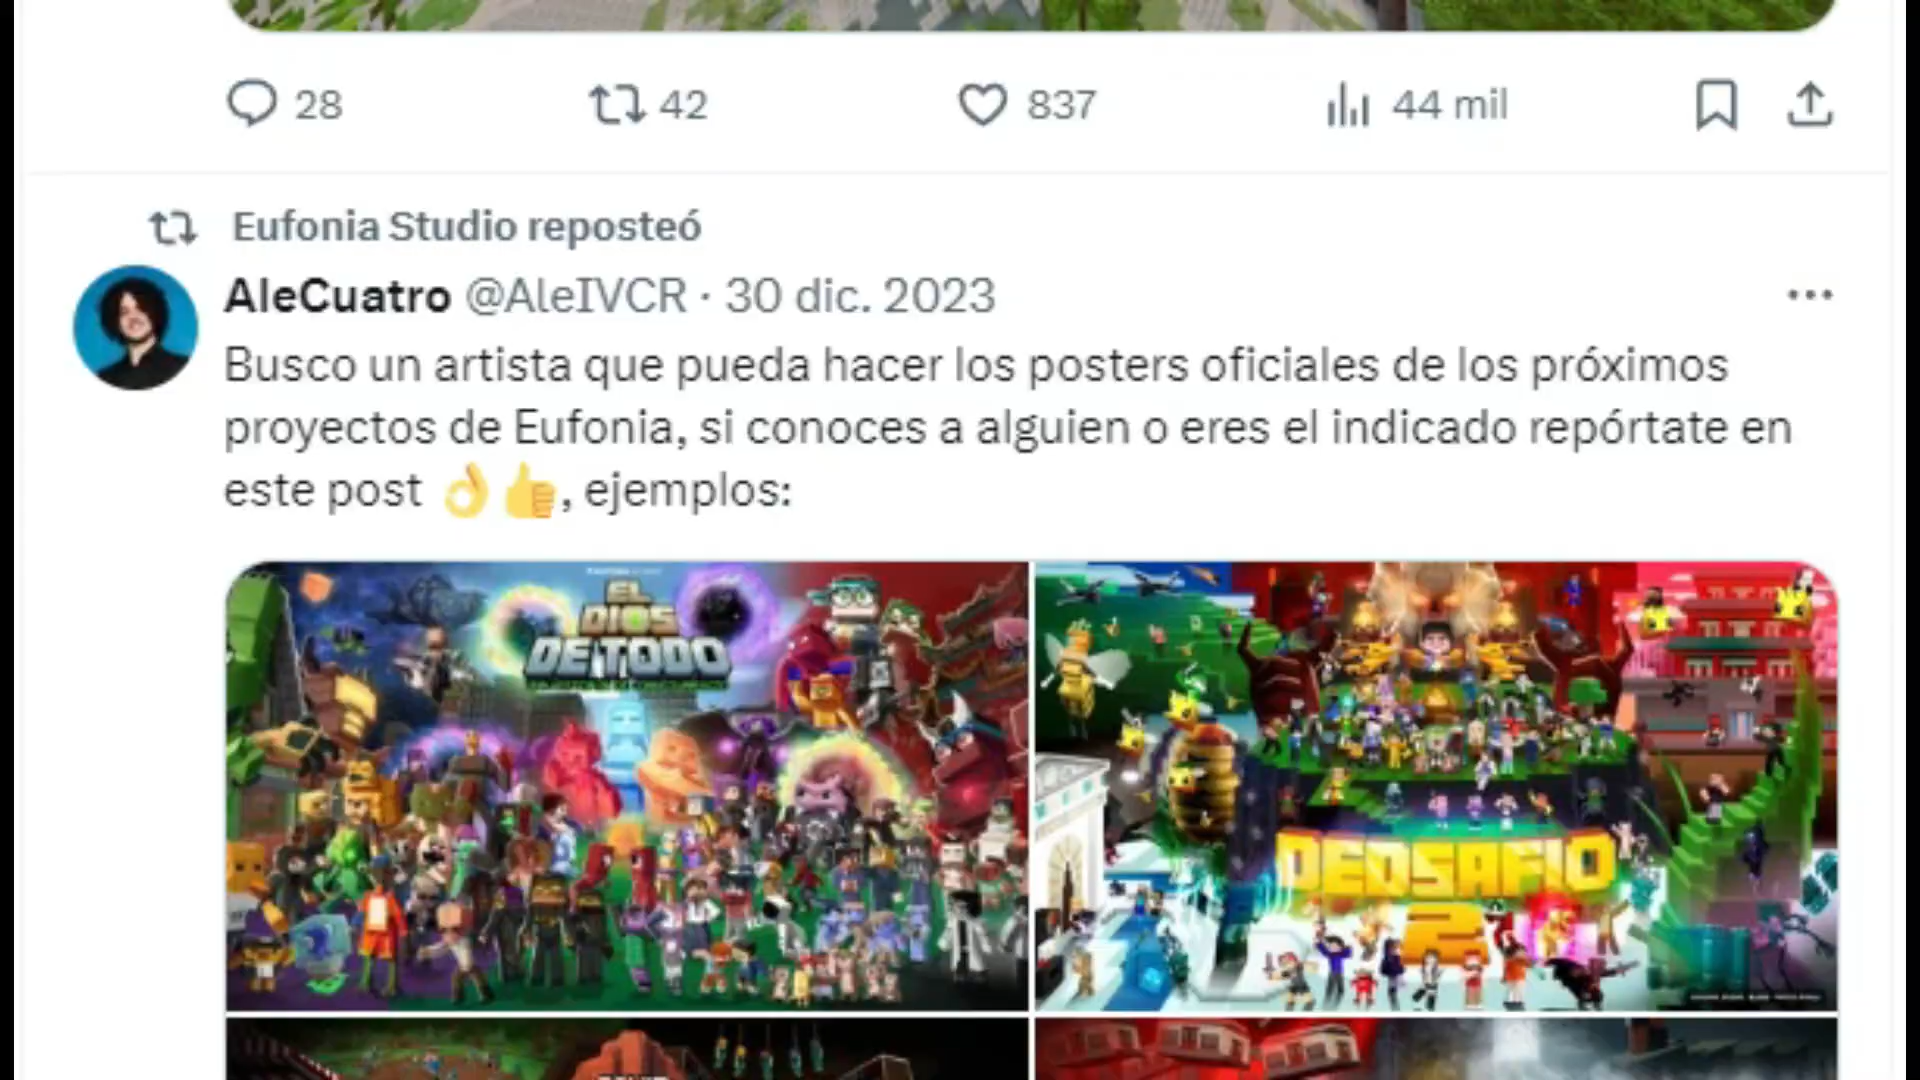 28
42
837
44 mil
Eufonia Studio reposteó
AleCuatro @AleIVCR · 30 dic. 2023
Busco un artista que pueda hacer los posters oficiales de los próximos
proyectos de Eufonia, si conoces a alguien o eres el indicado repórtate en
este post 👌👍, ejemplos:
EL
DIOS
DE TODO
DEDSAFIO
2